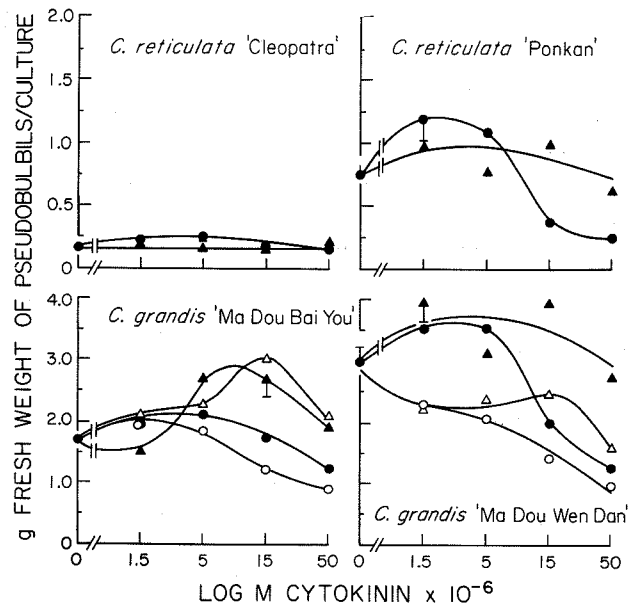 g FRESH WEIGHT OF PSEUDOBULBILS/CULTURE
C. reticulata 'Cleopatra'
C. reticulata 'Ponkan'
2.0
1.5
1.0
0.5
0
C. grandis 'Ma Dou Bai You'
4.0
3.0
2.0
1.0
0
C. grandis 'Ma Dou Wen Dan'
0 1.5 5 15 50 0 1.5 5 15 50
LOG M CYTOKININ x 10-6